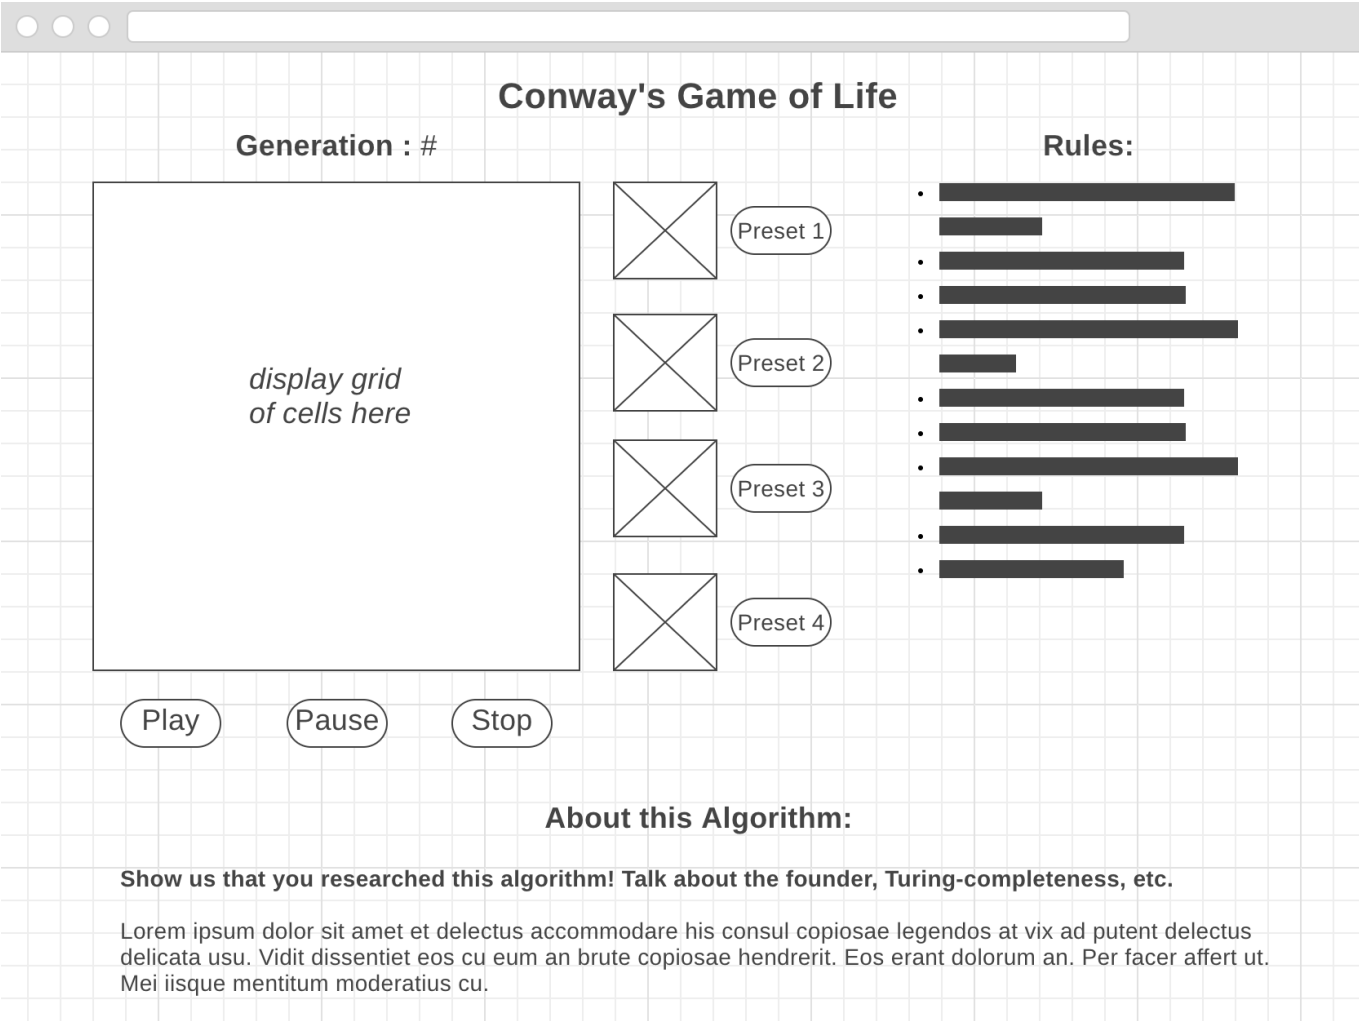 Conway's Game of Life
Generation : #
Rules:
display grid
of cells here
Preset 1
Preset 2
Preset 3
Preset 4
Play
Pause
Stop
About this Algorithm:
Show us that you researched this algorithm! Talk about the founder, Turing-completeness, etc.
Lorem ipsum dolor sit amet et delectus accommodare his consul copiosae legendos at vix ad putent delectus
delicata usu. Vidit dissentiet eos cu eum an brute copiosae hendrerit. Eos erant dolorum an. Per facer affert ut.
Mei iisque mentitum moderatius cu.